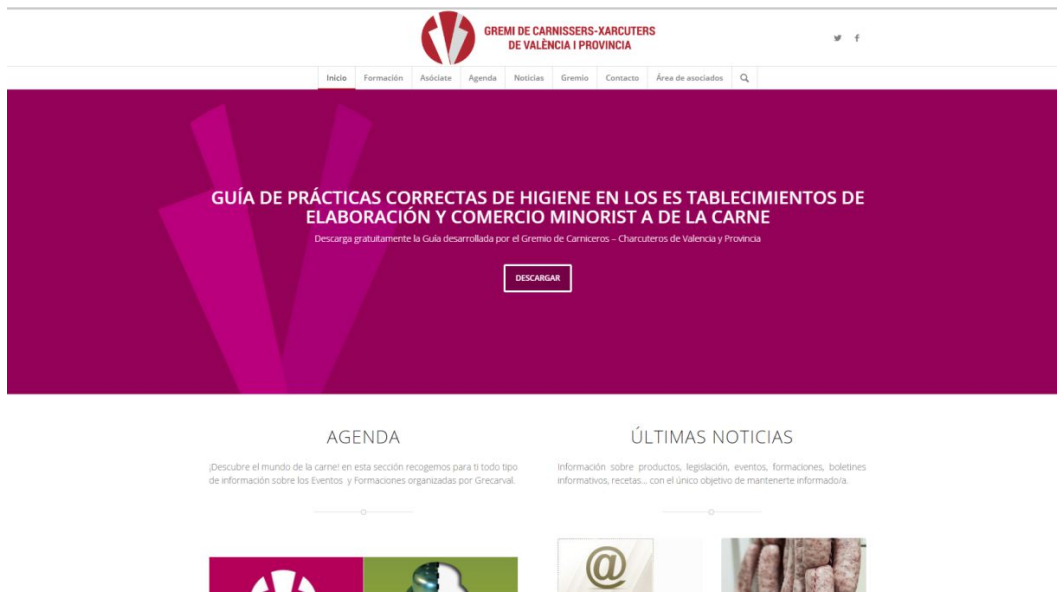 GREMI DE CARNISSERS-XARCUTERS
DE VALÈNCIA I PROVINCIA
Inicio Formación Asóciate Agenda Noticias Gremio Contacto Área de asociados
GUÍA DE PRÁCTICAS CORRECTAS DE HIGIENE EN LOS ES TABLECIMIENTOS DE
ELABORACIÓN Y COMERCIO MINORIST A DE LA CARNE
Descarga gratuitamente la Guía desarrollada por el Gremio de Carniceros – Charcuteros de Valencia y Provincia
DESCARGAR
AGENDA
¡Descubre el mundo de la carne! en esta sección recogemos para ti todo tipo
de información sobre los Eventos y Formaciones organizadas por Grecarval.
ÚLTIMAS NOTICIAS
Información sobre productos, legislación, eventos, formaciones, boletines
informativos, recetas... con el único objetivo de mantenerte informado/a.
@